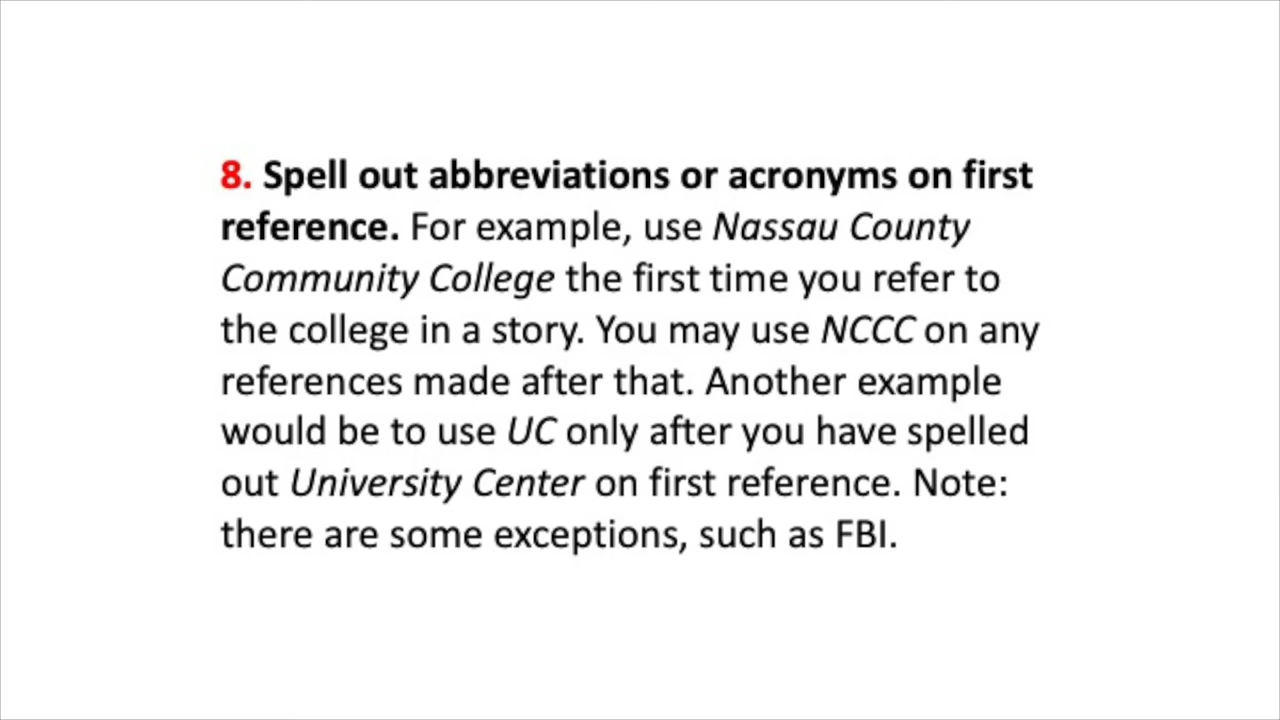 8. Spell out abbreviations or acronyms on first
reference. For example, use Nassau County
Community College the first time you refer to
the college in a story. You may use NCCC on any
references made after that. Another example
would be to use UC only after you have spelled
out University Center on first reference. Note:
there are some exceptions, such as FBI.